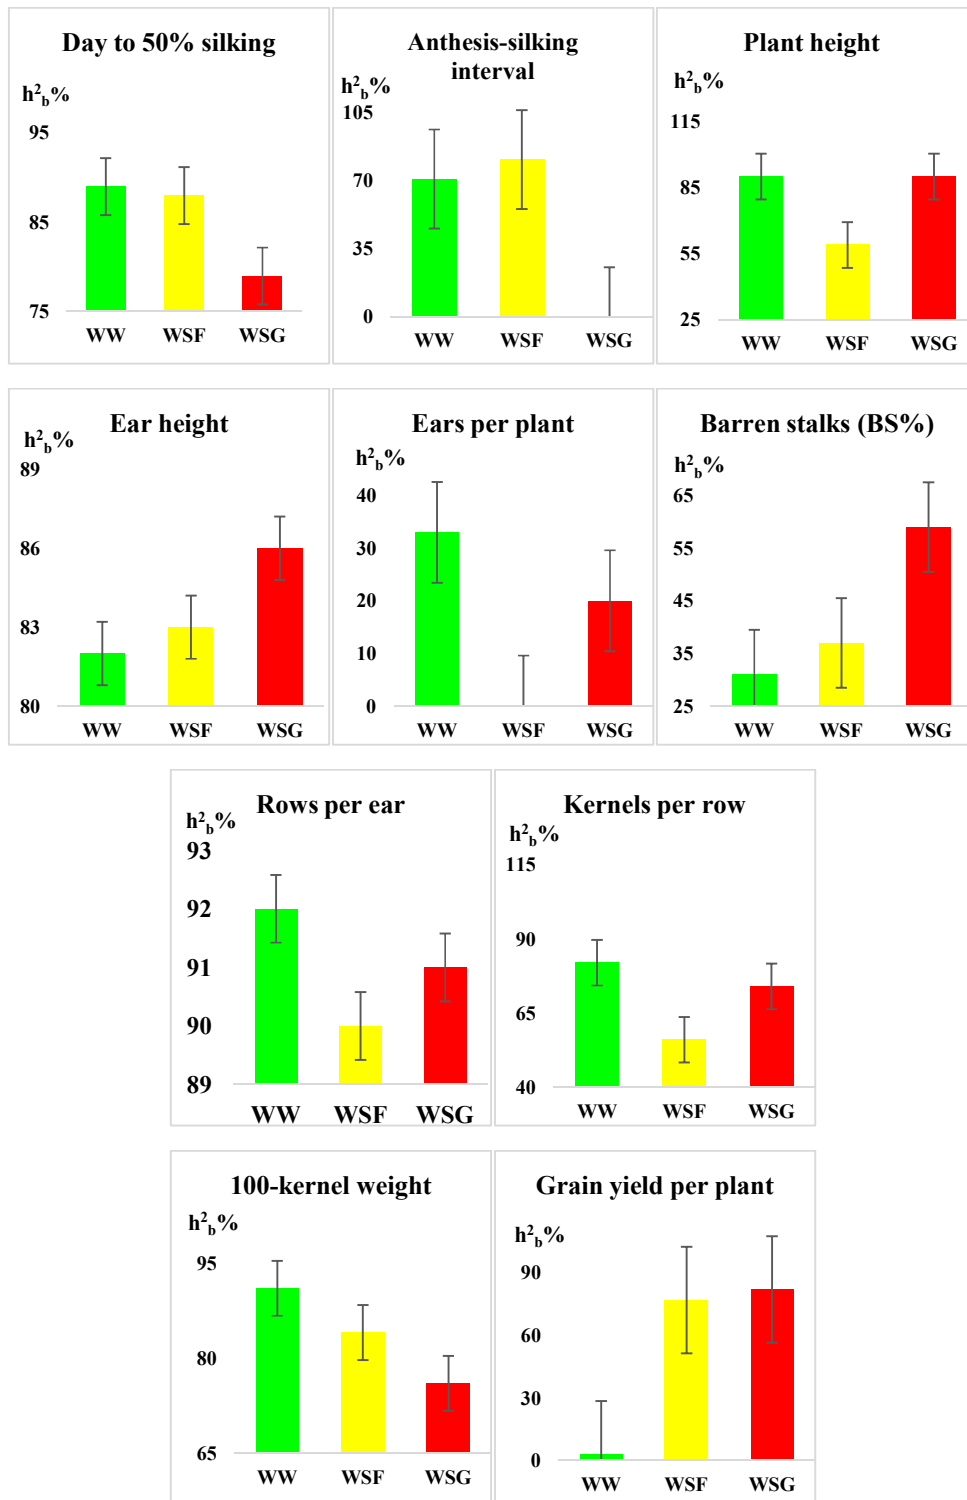 Day to 50% silking
h²b%
95
85
75
WW WSF WSG
Anthesis-silking
interval
h²b%
105
70
35
0
WW WSF WSG
Plant height
h²b%
115
85
55
25
WW WSF WSG
Ear height
h²b%
89
86
83
80
WW WSF WSG
Ears per plant
h²b%
40
30
20
10
0
WW WSF WSG
Barren stalks (BS%)
h²b%
65
55
45
35
25
WW WSF WSG
Rows per ear
h²b%
93
92
91
90
89
WW WSF WSG
Kernels per row
h²b%
115
90
65
40
WW WSF WSG
100-kernel weight
h²b%
95
80
65
WW WSF WSG
Grain yield per plant
h²b%
90
60
30
0
WW WSF WSG